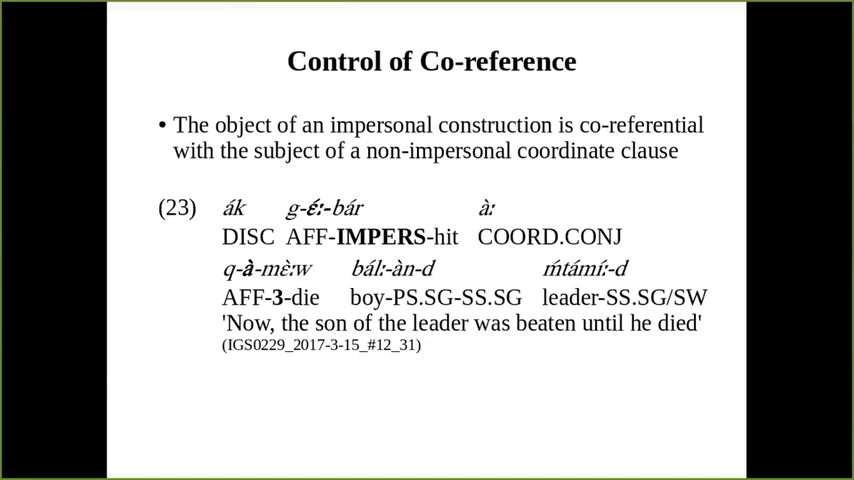 Control of Co-reference
• The object of an impersonal construction is co-referential
with the subject of a non-impersonal coordinate clause
(23) ák g-ɛ́ː-bár àː
DISC AFF-IMPERS-hit COORD.CONJ
q-à-mɛ̀ːw bálː-àn-d ḿtámíː-d
AFF-3-die boy-PS.SG-SS.SG leader-SS.SG/SW
'Now, the son of the leader was beaten until he died'
(IGS0229_2017-3-15_#12_31)